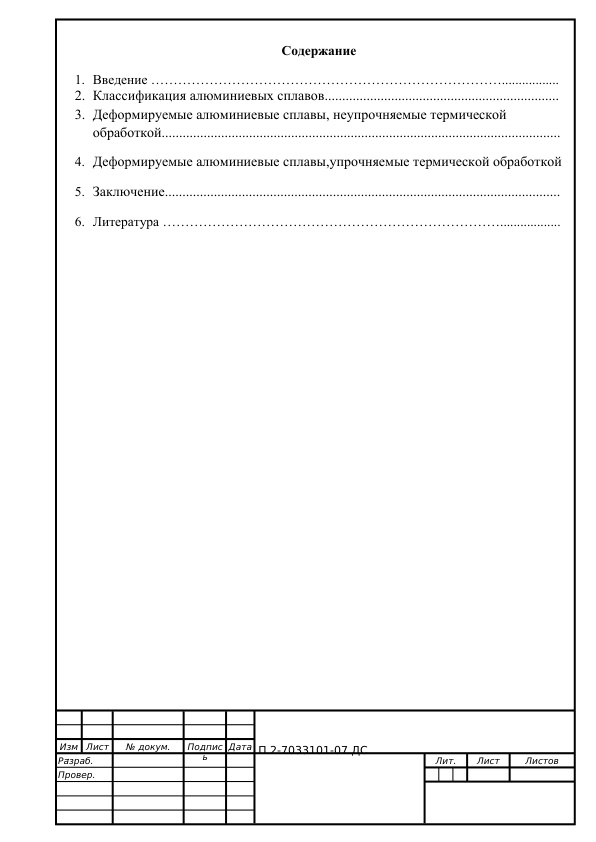 Содержание
1. Введение …………………………………………………………………..................
2. Классификация алюминиевых сплавов....................................................................
3. Деформируемые алюминиевые сплавы, неупрочняемые термической
обработкой....................................................................................................................
4. Деформируемые алюминиевые сплавы,упрочняемые термической обработкой
5. Заключение..................................................................................................................
6. Литература …………………………………………………………………..................
Изм Лист № докум. Подпис Дата П 2-7033101-07 ДС
ь
Разраб. Лит. Лист Листов
Провер.